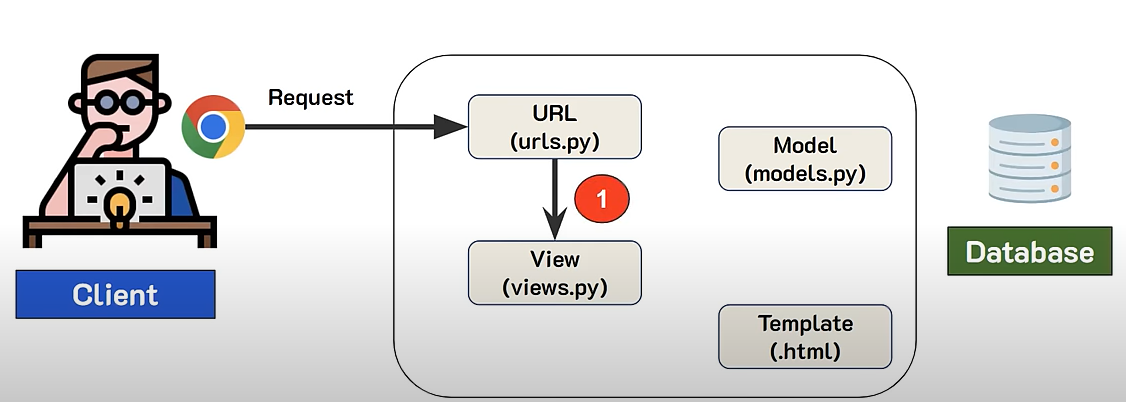 Request
URL
(urls.py)
Model
(models.py)
1
View
(views.py)
Database
Client
Template
(.html)